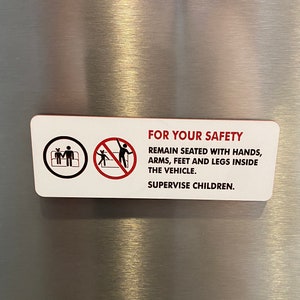 FOR YOUR SAFETY
REMAIN SEATED WITH HANDS,
ARMS, FEET AND LEGS INSIDE
THE VEHICLE.
SUPERVISE CHILDREN.